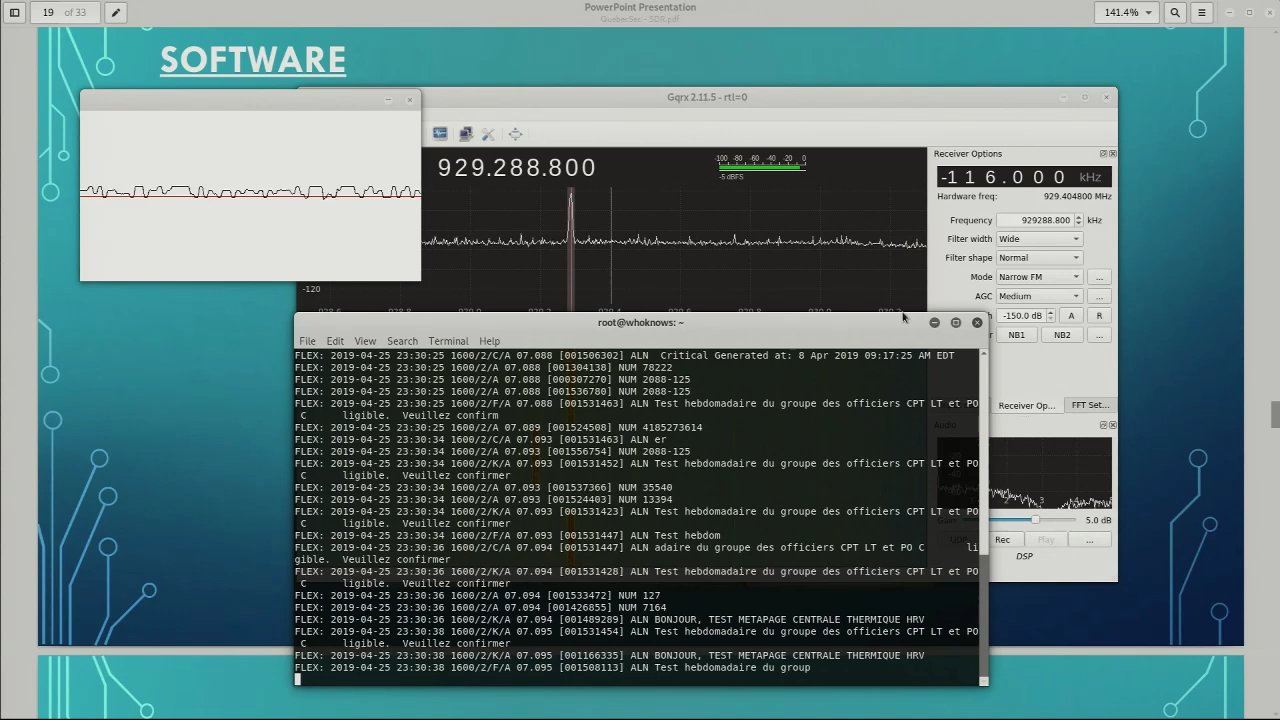 19 of 33
PowerPoint Presentation
QuebecSec - SDR.pdf
141.4%
SOFTWARE
Gqrx 2.11.5 - rtl=0
929.288.800
-100 -80 -60 -40 -20 0
-5 dBFS
-120
Receiver Options
-116.000 kHz
Hardware freq: 929.404800 MHz
Frequency 929288.800 kHz
Filter width Wide
Filter shape Normal
Mode Narrow FM ...
AGC Medium ...
-150.0 dB A R
NB1 NB2
Receiver Op... FFT Set...
Audio
5.0 dB
Rec Play ...
DSP
root@whoknows: ~
File Edit View Search Terminal Help
FLEX: 2019-04-25 23:30:25 1600/2/C/A 07.088 [001506302] ALN  Critical Generated at: 8 Apr 2019 09:17:25 AM EDT
FLEX: 2019-04-25 23:30:25 1600/2/A 07.088 [001304138] NUM 78222
FLEX: 2019-04-25 23:30:25 1600/2/A 07.088 [000307270] NUM 2088-125
FLEX: 2019-04-25 23:30:25 1600/2/A 07.088 [001536780] NUM 2088-125
FLEX: 2019-04-25 23:30:25 1600/2/F/A 07.088 [001531463] ALN Test hebdomadaire du groupe des officiers CPT LT et PO
C     ligible.  Veuillez confirm
FLEX: 2019-04-25 23:30:25 1600/2/A 07.089 [001524508] NUM 4185273614
FLEX: 2019-04-25 23:30:34 1600/2/C/A 07.093 [001531463] ALN er
FLEX: 2019-04-25 23:30:34 1600/2/A 07.093 [001556754] NUM 2088-125
FLEX: 2019-04-25 23:30:34 1600/2/K/A 07.093 [001531452] ALN Test hebdomadaire du groupe des officiers CPT LT et PO
C     ligible.  Veuillez confirmer
FLEX: 2019-04-25 23:30:34 1600/2/A 07.093 [001537366] NUM 35540
FLEX: 2019-04-25 23:30:34 1600/2/A 07.093 [001524403] NUM 13394
FLEX: 2019-04-25 23:30:34 1600/2/K/A 07.093 [001531423] ALN Test hebdomadaire du groupe des officiers CPT LT et PO
C     ligible.  Veuillez confirmer
FLEX: 2019-04-25 23:30:34 1600/2/F/A 07.093 [001531447] ALN Test hebdom
FLEX: 2019-04-25 23:30:36 1600/2/C/A 07.094 [001531447] ALN adaire du groupe des officiers CPT LT et PO C     li
gible.  Veuillez confirmer
FLEX: 2019-04-25 23:30:36 1600/2/K/A 07.094 [001531428] ALN Test hebdomadaire du groupe des officiers CPT LT et PO
C     ligible.  Veuillez confirmer
FLEX: 2019-04-25 23:30:36 1600/2/A 07.094 [001533472] NUM 127
FLEX: 2019-04-25 23:30:36 1600/2/A 07.094 [001426855] NUM 7164
FLEX: 2019-04-25 23:30:36 1600/2/K/A 07.094 [001489289] ALN BONJOUR, TEST METAPAGE CENTRALE THERMIQUE HRV
FLEX: 2019-04-25 23:30:38 1600/2/K/A 07.095 [001531454] ALN Test hebdomadaire du groupe des officiers CPT LT et PO
C     ligible.  Veuillez confirmer
FLEX: 2019-04-25 23:30:38 1600/2/K/A 07.095 [001166335] ALN BONJOUR, TEST METAPAGE CENTRALE THERMIQUE HRV
FLEX: 2019-04-25 23:30:38 1600/2/F/A 07.095 [001508113] ALN Test hebdomadaire du group